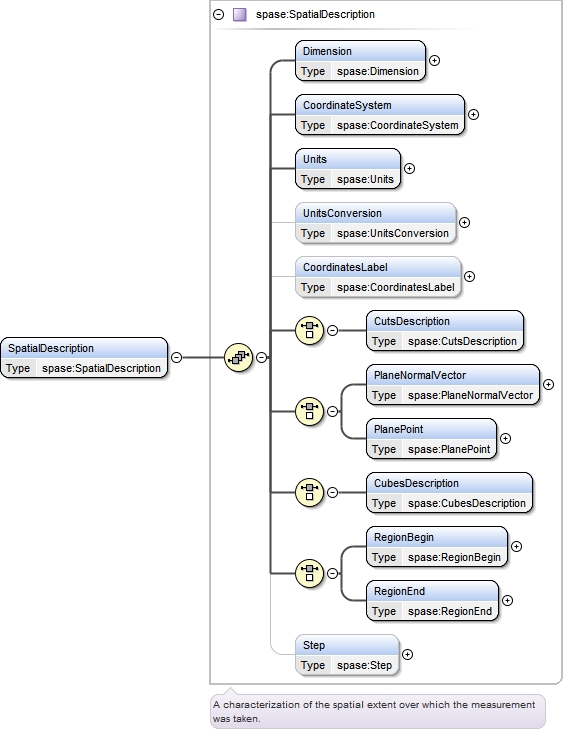 spase:SpatialDescription
Dimension
Type spase:Dimension
CoordinateSystem
Type spase:CoordinateSystem
Units
Type spase:Units
UnitsConversion
Type spase:UnitsConversion
CoordinatesLabel
Type spase:CoordinatesLabel
CutsDescription
Type spase:CutsDescription
SpatialDescription
Type spase:SpatialDescription
PlaneNormalVector
Type spase:PlaneNormalVector
PlanePoint
Type spase:PlanePoint
CubesDescription
Type spase:CubesDescription
RegionBegin
Type spase:RegionBegin
RegionEnd
Type spase:RegionEnd
Step
Type spase:Step
A characterization of the spatial extent over which the measurement
was taken.